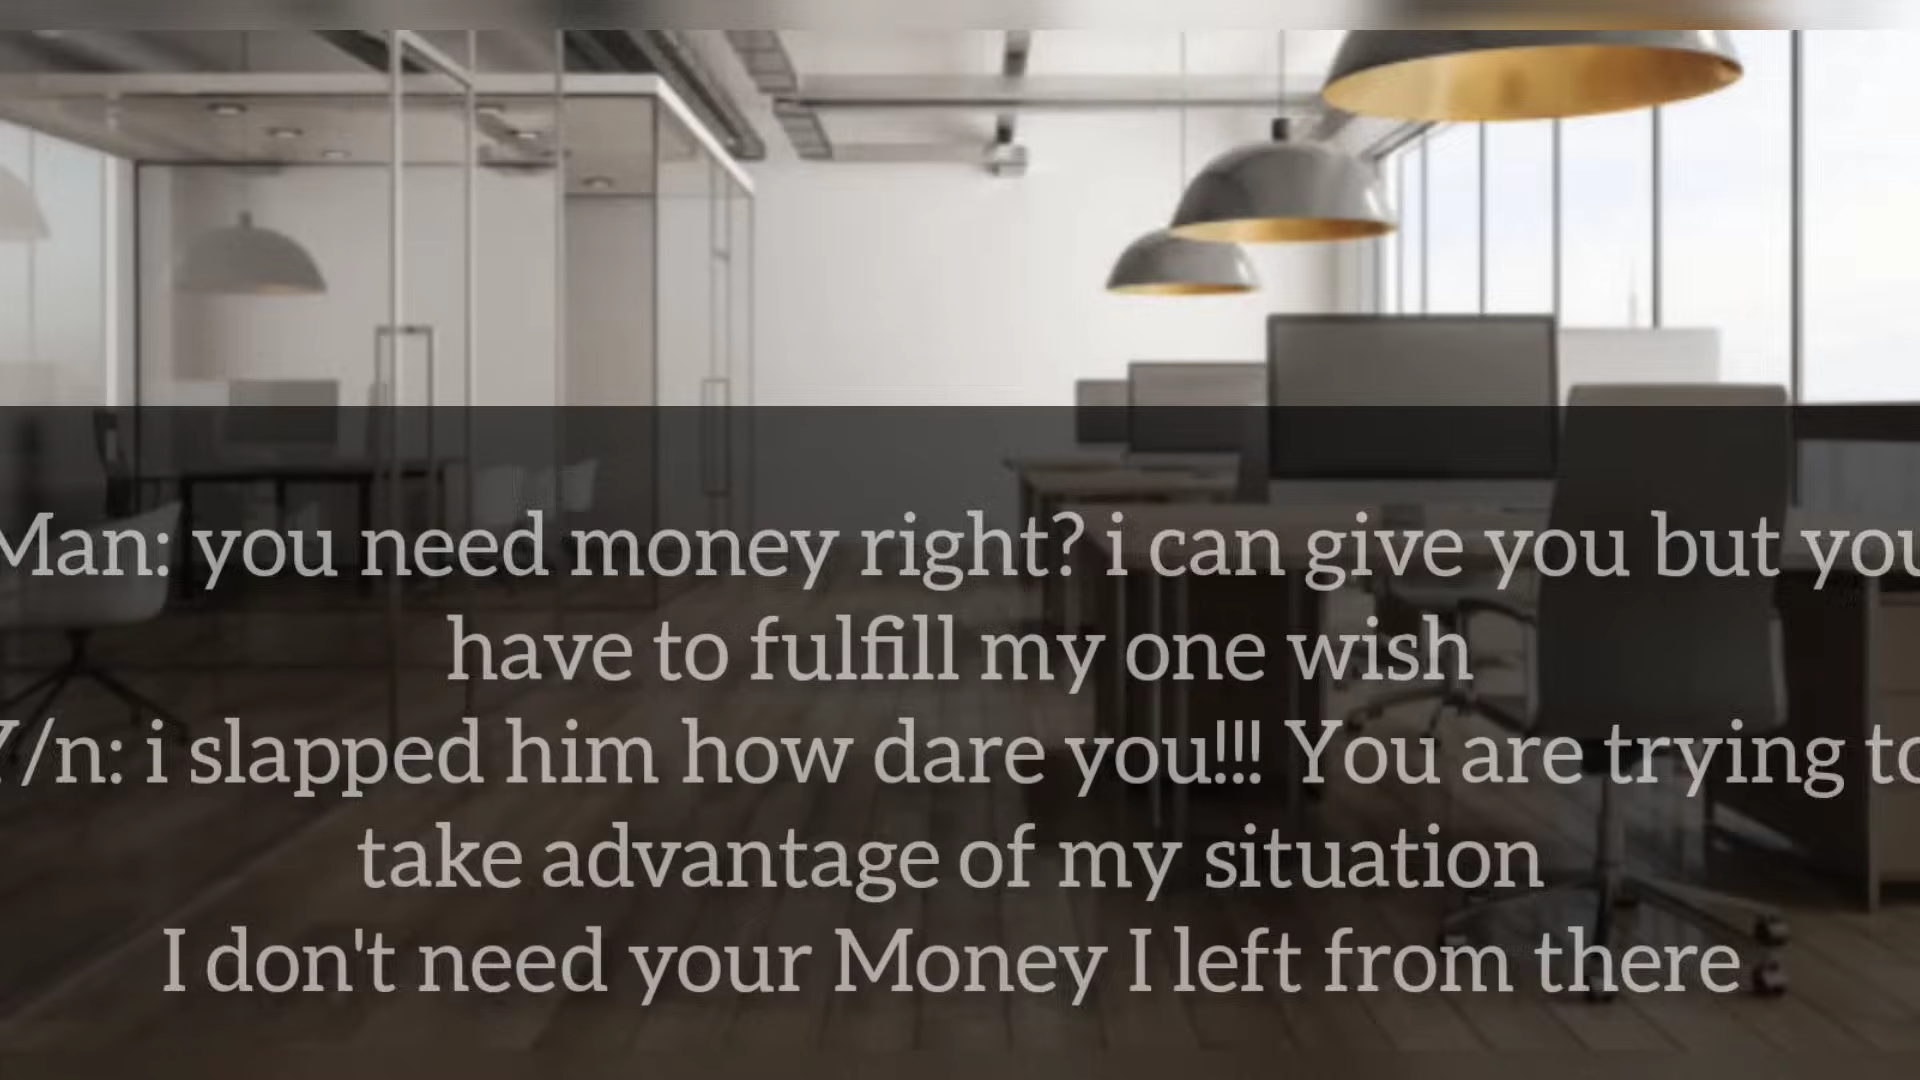 Man: you need money right? i can give you but you
have to fulfill my one wish
Y/n: i slapped him how dare you!!! You are trying to
take advantage of my situation
I don't need your Money I left from there